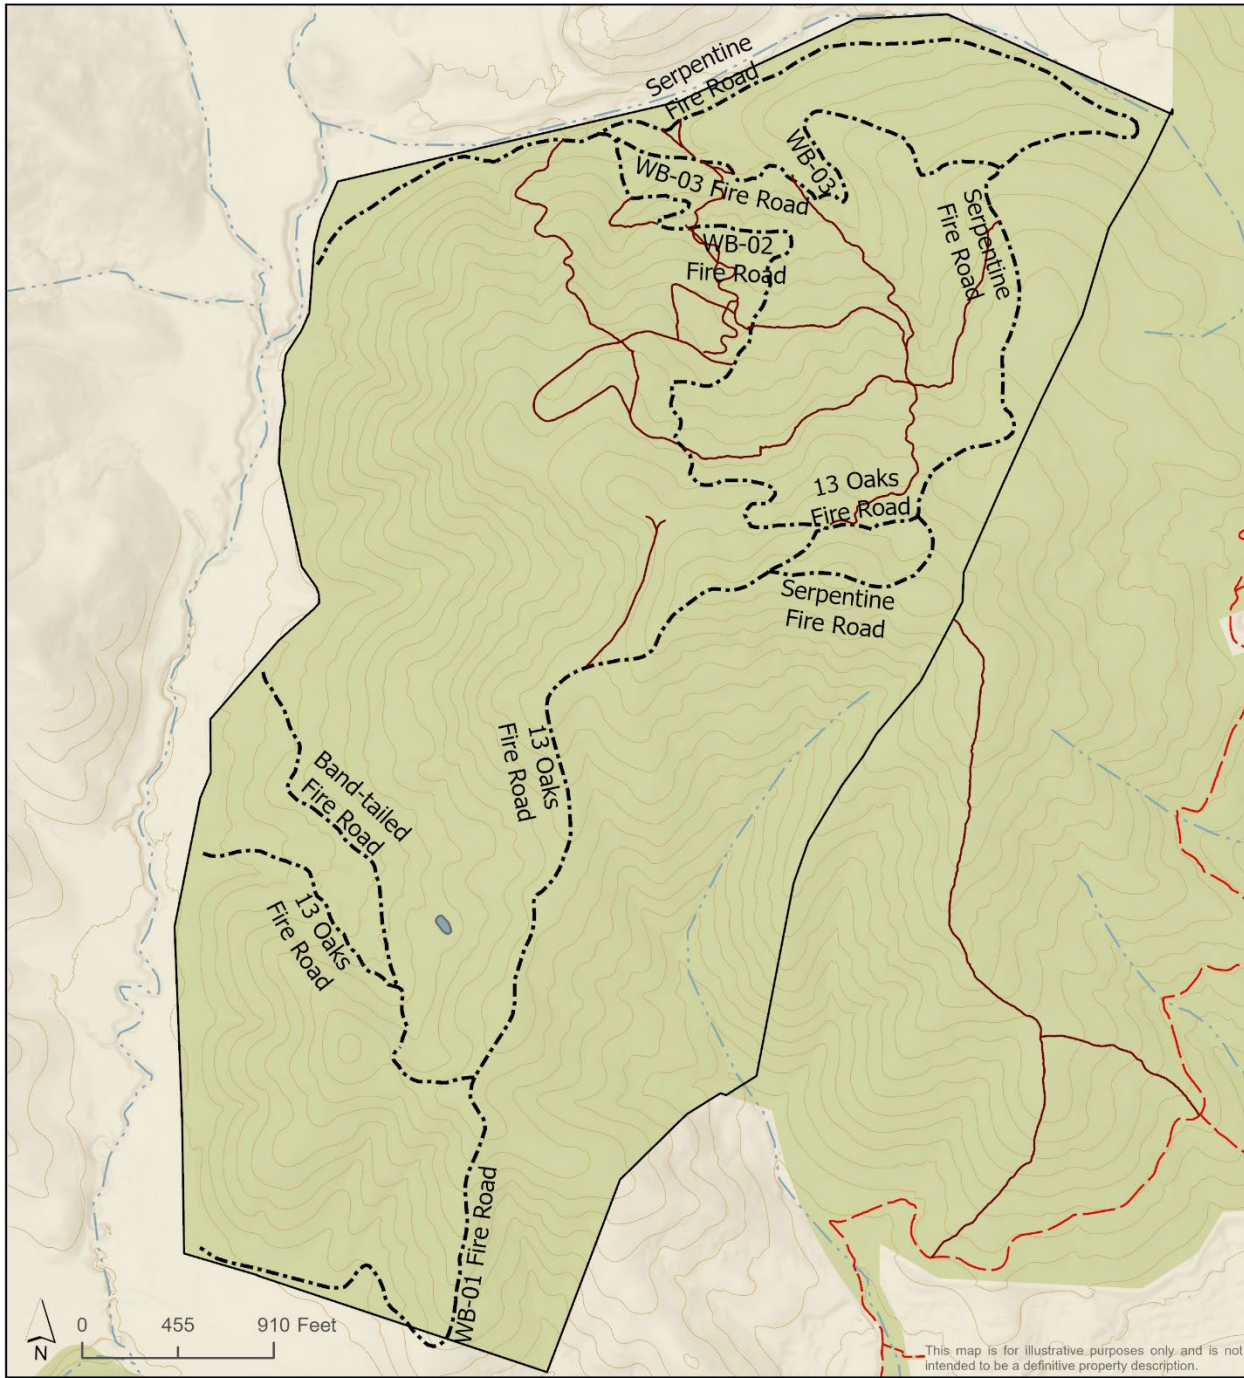 Serpentine
Fire Road
WB-03
WB-03 Fire Road
Serpentine
Fire Road
WB-02
Fire Road
13 Oaks
Fire Road
Serpentine
Fire Road
13 Oaks
Fire Road
Band-tailed
Fire Road
13 Oaks
Fire Road
WB-01 Fire Road
N
0 455 910 Feet
This map is for illustrative purposes only and is not
intended to be a definitive property description.